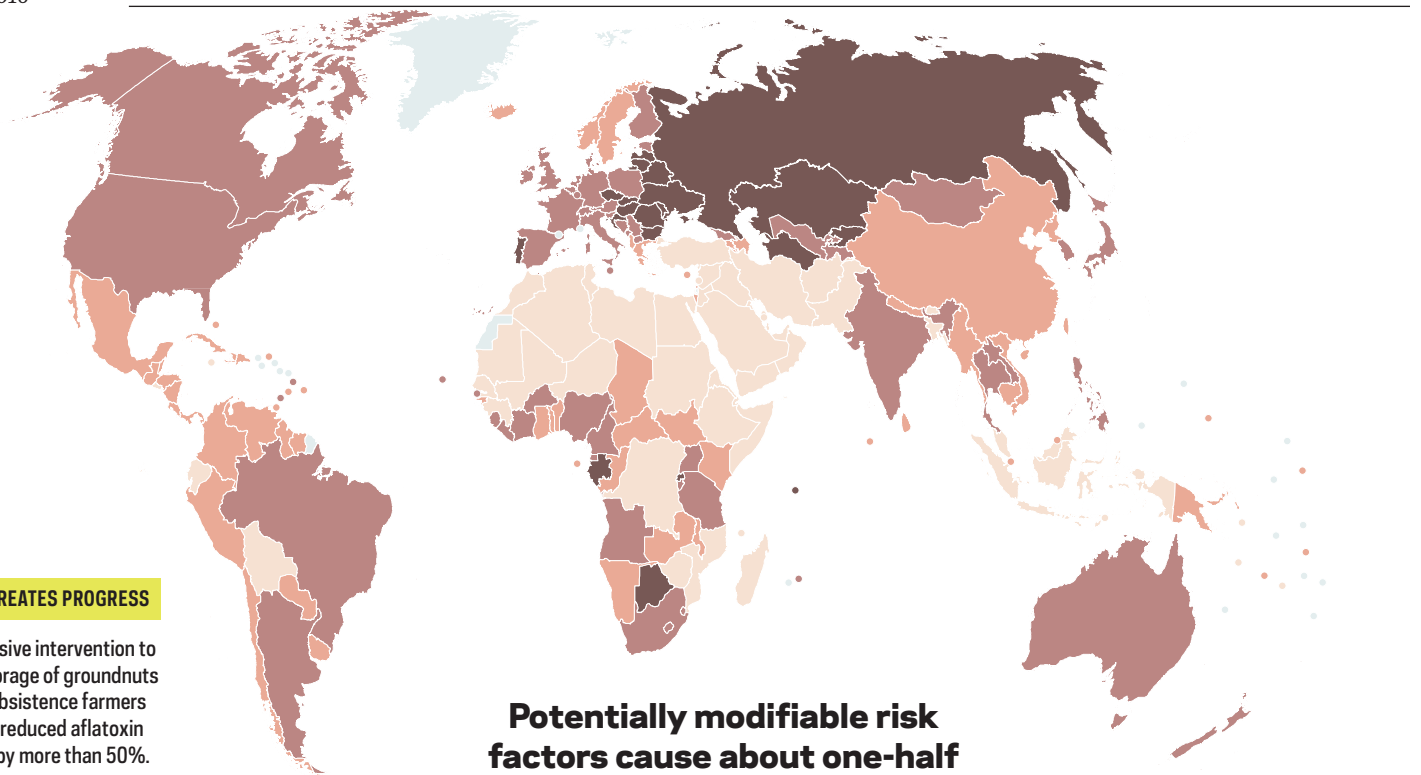 REATES PROGRESS
sive intervention to
orage of groundnuts
bsistence farmers
reduced aflatoxin
by more than 50%.
Potentially modifiable risk
factors cause about one-half